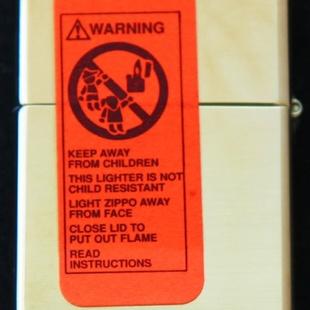 WARNING
KEEP AWAY
FROM CHILDREN
THIS LIGHTER IS NOT
CHILD RESISTANT
LIGHT ZIPPO AWAY
FROM FACE
CLOSE LID TO
PUT OUT FLAME
READ
INSTRUCTIONS